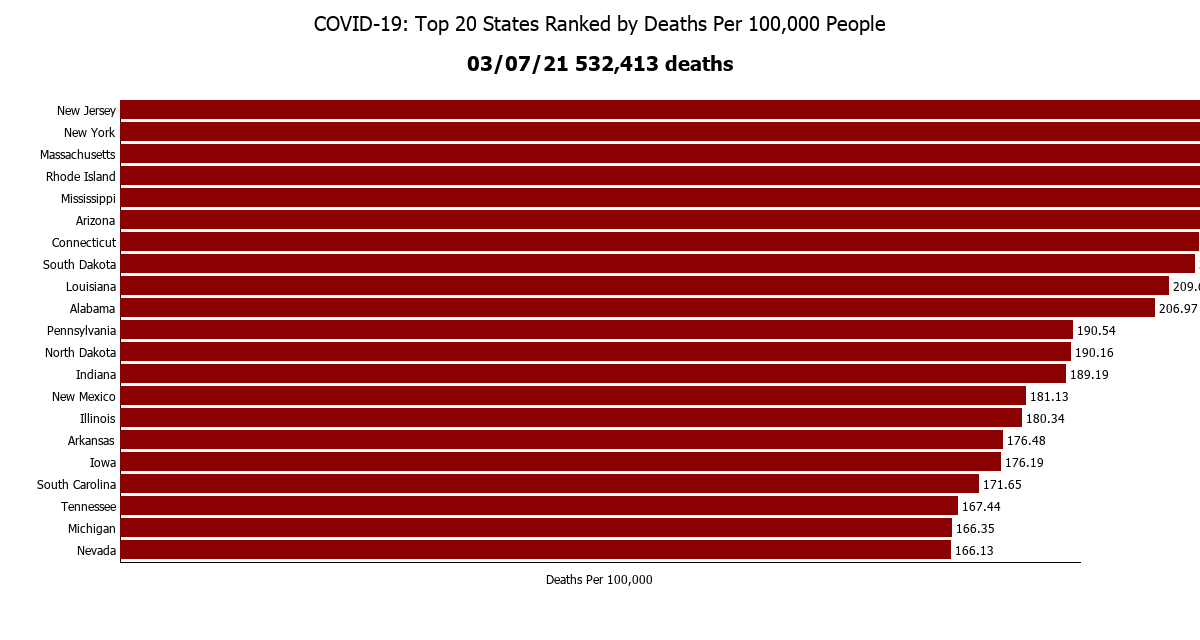 COVID-19: Top 20 States Ranked by Deaths Per 100,000 People
03/07/21 532,413 deaths
New Jersey
New York
Massachusetts
Rhode Island
Mississippi
Arizona
Connecticut
South Dakota
Louisiana 209.6
Alabama 206.97
Pennsylvania 190.54
North Dakota 190.16
Indiana 189.19
New Mexico 181.13
Illinois 180.34
Arkansas 176.48
Iowa 176.19
South Carolina 171.65
Tennessee 167.44
Michigan 166.35
Nevada 166.13
Deaths Per 100,000